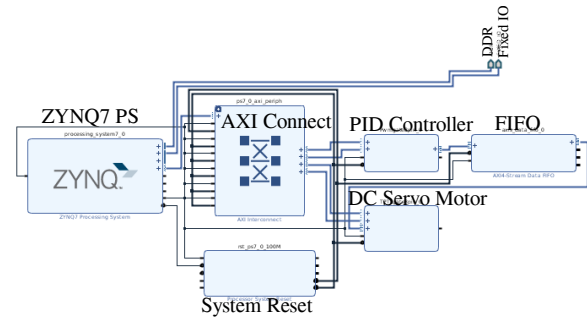 DDR
Fixed IO
ZYNQ7 PS
processing_system7_0
ZYNQ
ZYNQ7 Processing System
ps7_0_axi_periph
AXI Connect
AXI Interconnect
PID Controller
FIFO
AXI4-Stream Data FIFO
DC Servo Motor
rst_ps7_0_100M
System Reset